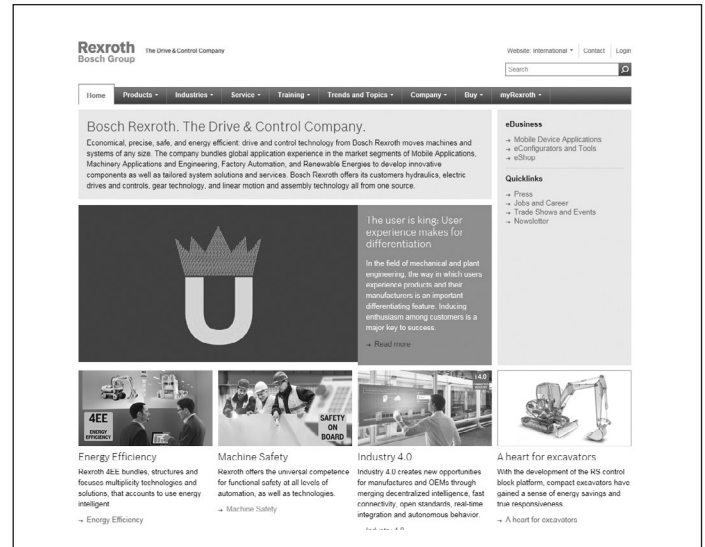 Rexroth
Bosch Group
The Drive & Control Company
Website: International
Contact
Login
Search
Home
Products
Industries
Service
Training
Trends and Topics
Company
Buy
myRexroth
Bosch Rexroth. The Drive & Control Company.
Economical, precise, safe, and energy efficient: drive and control technology from Bosch Rexroth moves machines and
systems of any size. The company bundles global application experience in the market segments of Mobile Applications,
Machinery Applications and Engineering, Factory Automation, and Renewable Energies to develop innovative
components as well as tailored system solutions and services. Bosch Rexroth offers its customers hydraulics, electric
drives and controls, gear technology, and linear motion and assembly technology all from one source.
eBusiness
→ Mobile Device Applications
→ eConfigurators and Tools
→ eShop
Quicklinks
→ Press
→ Jobs and Career
→ Trade Shows and Events
→ Newsletter
U
The user is king: User
experience makes for
differentiation
In the field of mechanical and plant
engineering, the way in which users
experience products and their
manufacturers is an important
differentiating feature. Inducing
enthusiasm among customers is a
major key to success.
→ Read more
4EE
ENERGY
EFFICIENCY
Energy Efficiency
Rexroth 4EE bundles, structures and
focuses multiplicity technologies and
solutions, that accounts to use energy
intelligent
→ Energy Efficiency
SAFETY
ON
BOARD
Machine Safety
Rexroth offers the universal competence
for functional safety at all levels of
automation, as well as technologies.
→ Machine Safety
I4.0
Industry 4.0
Industry 4.0 creates new opportunities
for manufactures and OEMs through
merging decentralized intelligence, fast
connectivity, open standards, real-time
integration and autonomous behavior.
A heart for excavators
With the development of the RS control
block platform, compact excavators have
gained a sense of energy savings and
true responsiveness.
→ A heart for excavators